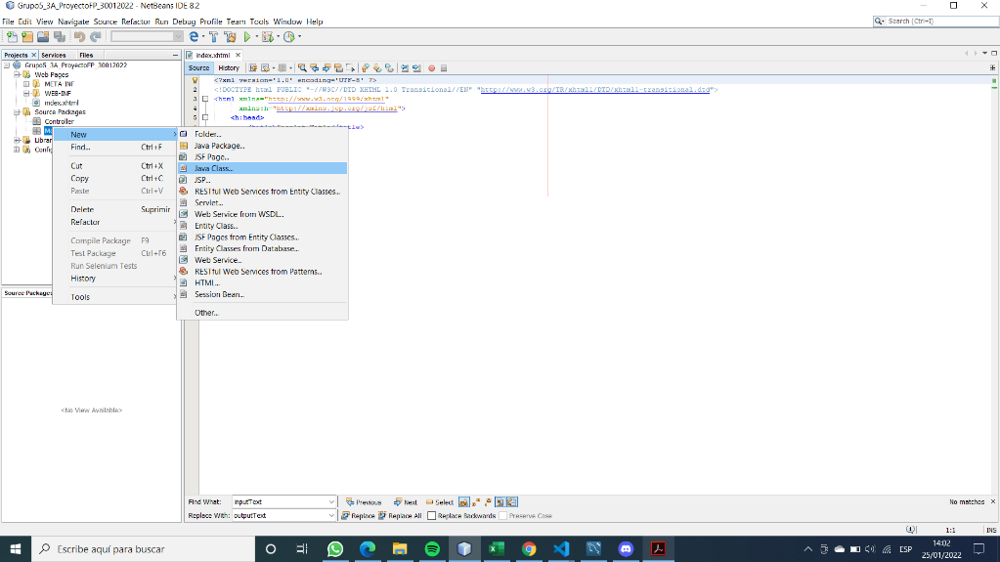 Grupo5_3A_ProyectoFP_30012022 - NetBeans IDE 8.2
File Edit View Navigate Source Refactor Run Debug Profile Team Tools Window Help
Search (Ctrl+I)
Projects Services Files
index.xhtml
Grupo5_3A_ProyectoFP_30012022
Web Pages
META-INF
WEB-INF
index.xhtml
Source Packages
Controller
Source History
1 <?xml version='1.0' encoding='UTF-8' ?>
2 <!DOCTYPE html PUBLIC "-//W3C//DTD XHTML 1.0 Transitional//EN" "http://www.w3.org/TR/xhtml1/DTD/xhtml1-transitional.dtd">
3 <html xmlns="http://www.w3.org/1999/xhtml"
4 xmlns:h="http://xmlns.jcp.org/jsf/html">
5 <h:head>
New
Find... Ctrl+F
Cut Ctrl+X
Copy Ctrl+C
Paste Ctrl+V
Delete Suprimir
Refactor
Compile Package F9
Test Package Ctrl+F6
Run Selenium Tests
History
Tools
Folder...
Java Package...
JSF Page...
Java Class...
JSP...
RESTful Web Services from Entity Classes...
Servlet...
Web Service from WSDL...
Entity Class...
JSF Pages from Entity Classes...
Entity Classes from Database...
Web Service...
RESTful Web Services from Patterns...
HTML...
Session Bean...
Other...
Source Packages
<No View Available>
Find What: inputText Previous Next Select No matches
Replace With: outputText Replace Replace All Replace Backwards Preserve Case
1:1 INS
Escribe aquí para buscar
ESP
14:02
25/01/2022